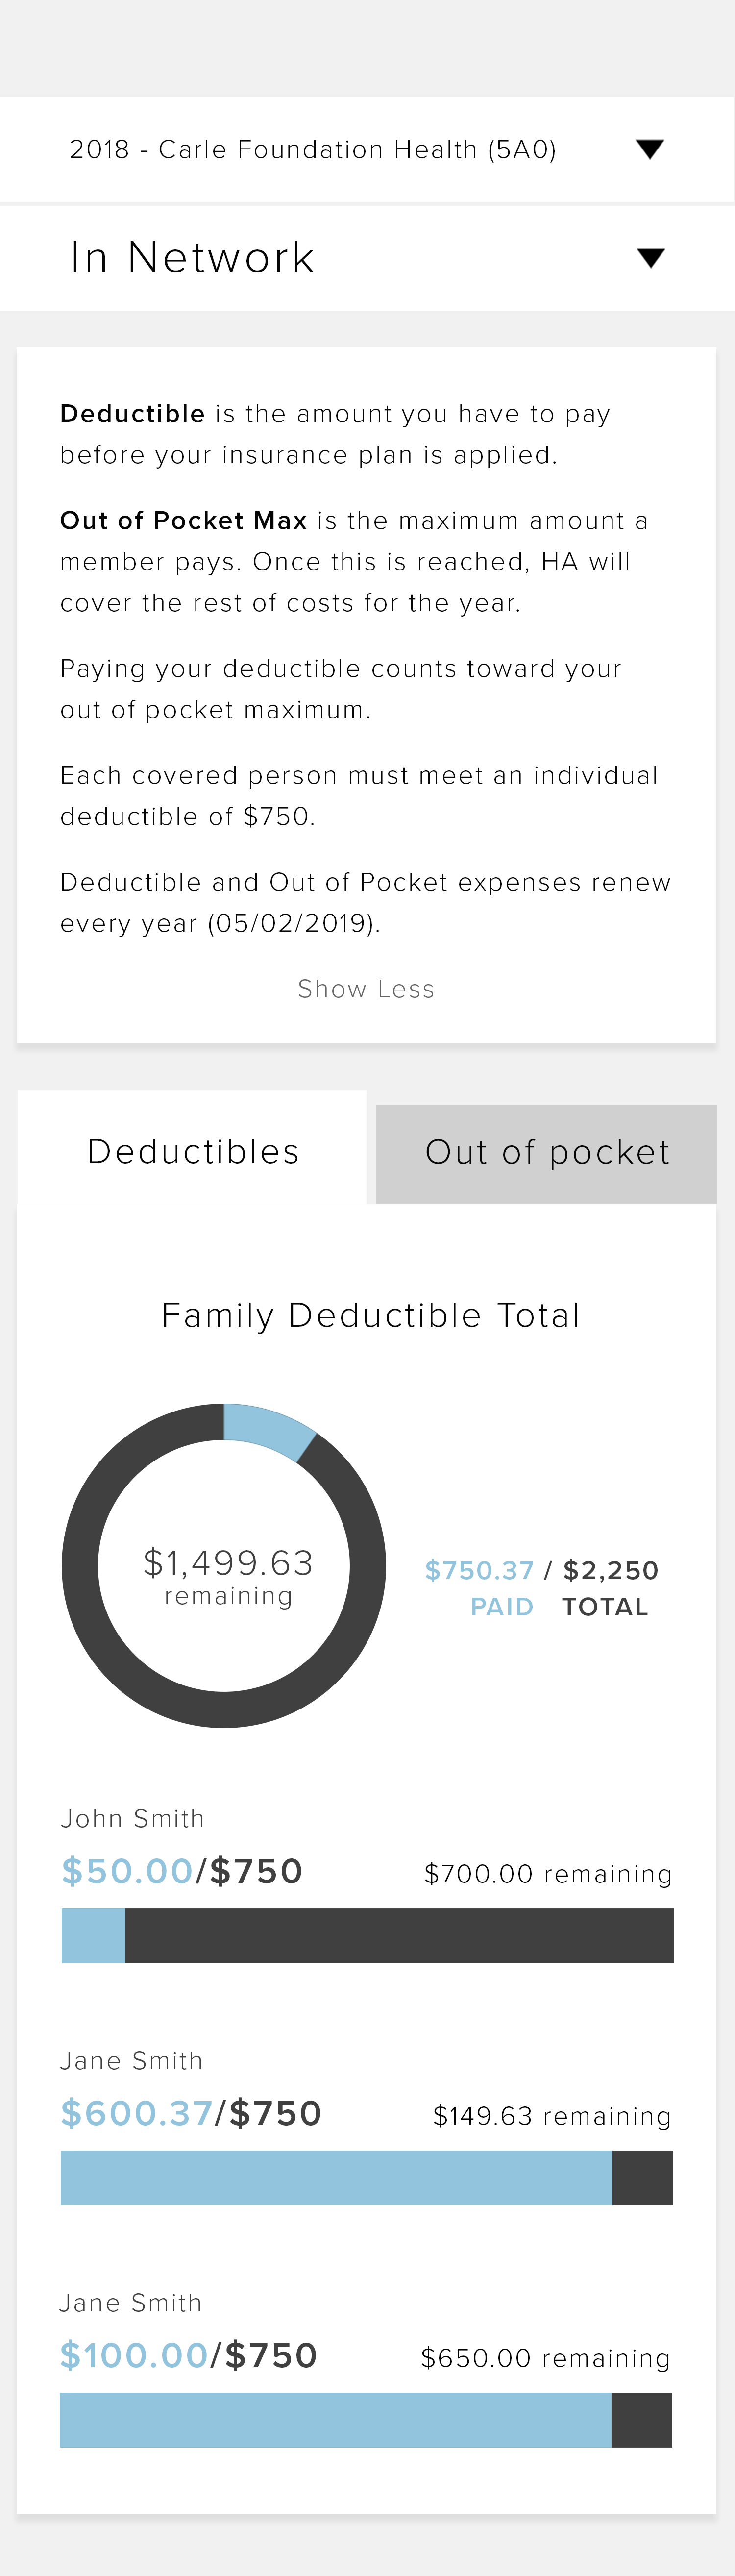 2018 - Carle Foundation Health (5A0)
In Network
Deductible is the amount you have to pay
before your insurance plan is applied.
Out of Pocket Max is the maximum amount a
member pays. Once this is reached, HA will
cover the rest of costs for the year.
Paying your deductible counts toward your
out of pocket maximum.
Each covered person must meet an individual
deductible of $750.
Deductible and Out of Pocket expenses renew
every year (05/02/2019).
Show Less
Deductibles
Out of pocket
Family Deductible Total
$1,499.63
remaining
$750.37 / $2,250
PAID TOTAL
John Smith
$50.00/$750
$700.00 remaining
Jane Smith
$600.37/$750
$149.63 remaining
Jane Smith
$100.00/$750
$650.00 remaining